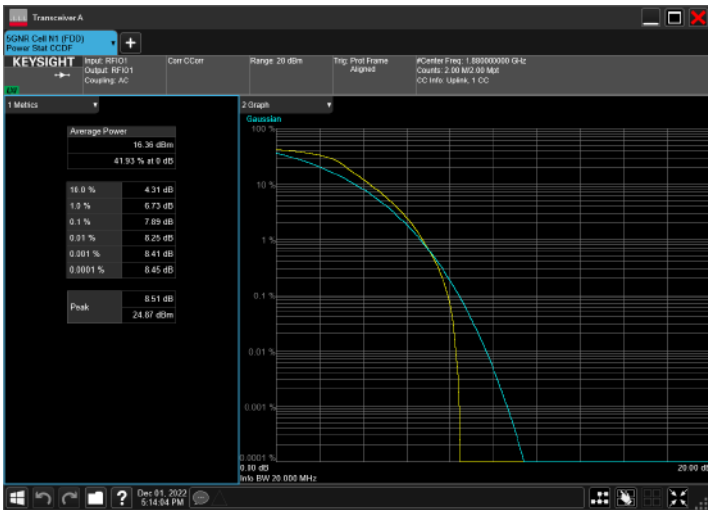 Transceiver A
5GNR Cell N1 (FDD)
Power Stat CCDF
KEYSIGHT
Input: RFIO1
Output: RFIO1
Coupling: AC
Corr CCorr
Range: 20 dBm
Trig: Prot Frame
Aligned
#Center Freq: 1.880000000 GHz
Counts: 2.00 M/2.00 Mpt
CC Info: Uplink, 1 CC
1 Metrics
Average Power
16.36 dBm
41.93 % at 0 dB
10.0 % 4.31 dB
1.0 % 6.73 dB
0.1 % 7.89 dB
0.01 % 8.25 dB
0.001 % 8.41 dB
0.0001 % 8.45 dB
Peak
8.51 dB
24.87 dBm
2 Graph
Gaussian
100 %
10 %
1 %
0.1 %
0.01 %
0.001 %
0.0001 %
0.00 dB
20.00 dB
Info BW 20.000 MHz
Dec 01, 2022
5:14:04 PM